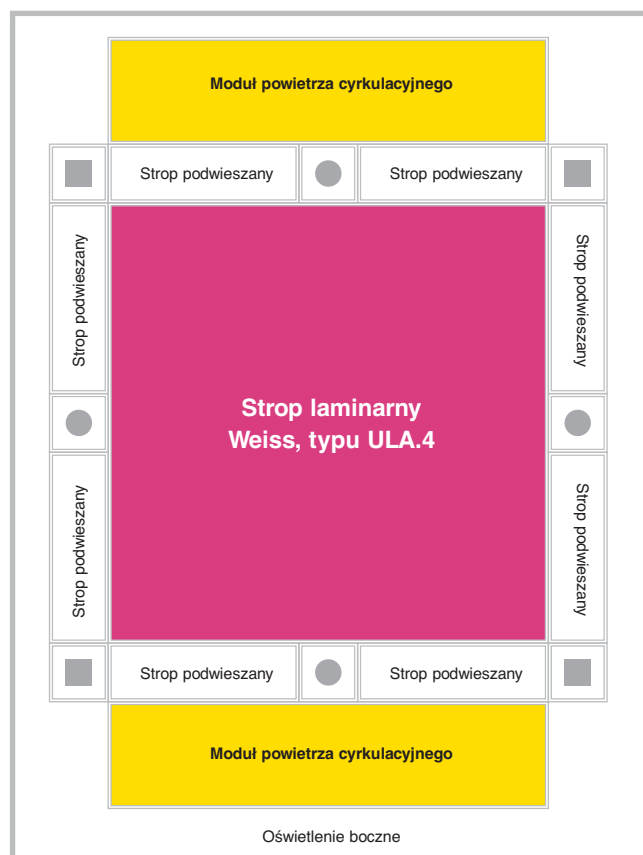 Moduł powietrza cyrkulacyjnego
Strop podwieszany
Strop podwieszany
Strop podwieszany
Strop podwieszany
Strop laminarny
Weiss, typu ULA.4
Strop podwieszany
Strop podwieszany
Strop podwieszany
Strop podwieszany
Moduł powietrza cyrkulacyjnego
Oświetlenie boczne